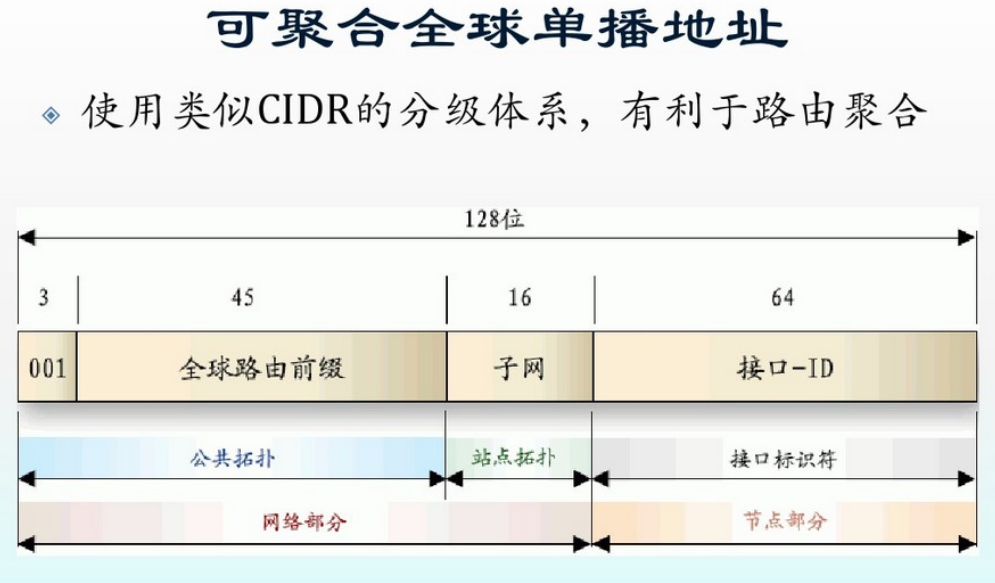 可聚合全球单播地址
使用类似CIDR的分级体系，有利于路由聚合
128位
3 45 16 64
001 全球路由前缀 子网 接口-ID
公共拓扑 站点拓扑 接口标识符
网络部分 节点部分